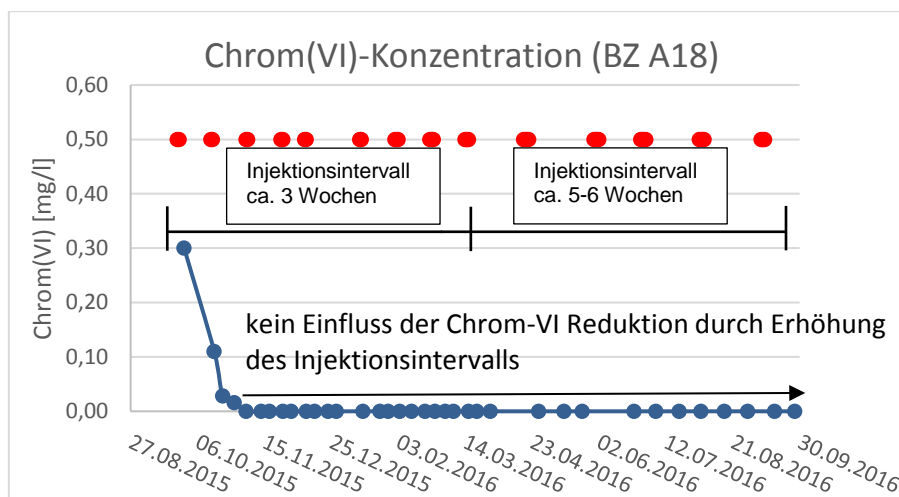 Chrom(VI)-Konzentration (BZ A18)
Chrom(VI) [mg/l]
0,60
0,50
0,40
0,30
0,20
0,10
0,00
Injektionsintervall
ca. 3 Wochen
Injektionsintervall
ca. 5-6 Wochen
kein Einfluss der Chrom-VI Reduktion durch Erhöhung
des Injektionsintervalls
27.08.2015
06.10.2015
15.11.2015
25.12.2015
03.02.2016
14.03.2016
23.04.2016
02.06.2016
12.07.2016
21.08.2016
30.09.2016